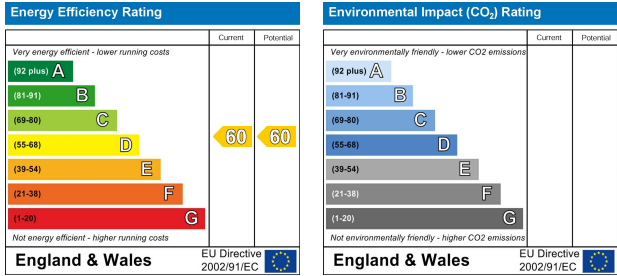 Energy Efficiency Rating
Current Potential
Very energy efficient - lower running costs
(92 plus) A
(81-91) B
(69-80) C
(55-68) D
60 60
(39-54) E
(21-38) F
(1-20) G
Not energy efficient - higher running costs
England & Wales
EU Directive
2002/91/EC
Environmental Impact (CO₂) Rating
Current Potential
Very environmentally friendly - lower CO2 emissions
(92 plus) A
(81-91) B
(69-80) C
(55-68) D
(39-54) E
(21-38) F
(1-20) G
Not environmentally friendly - higher CO2 emissions
England & Wales
EU Directive
2002/91/EC